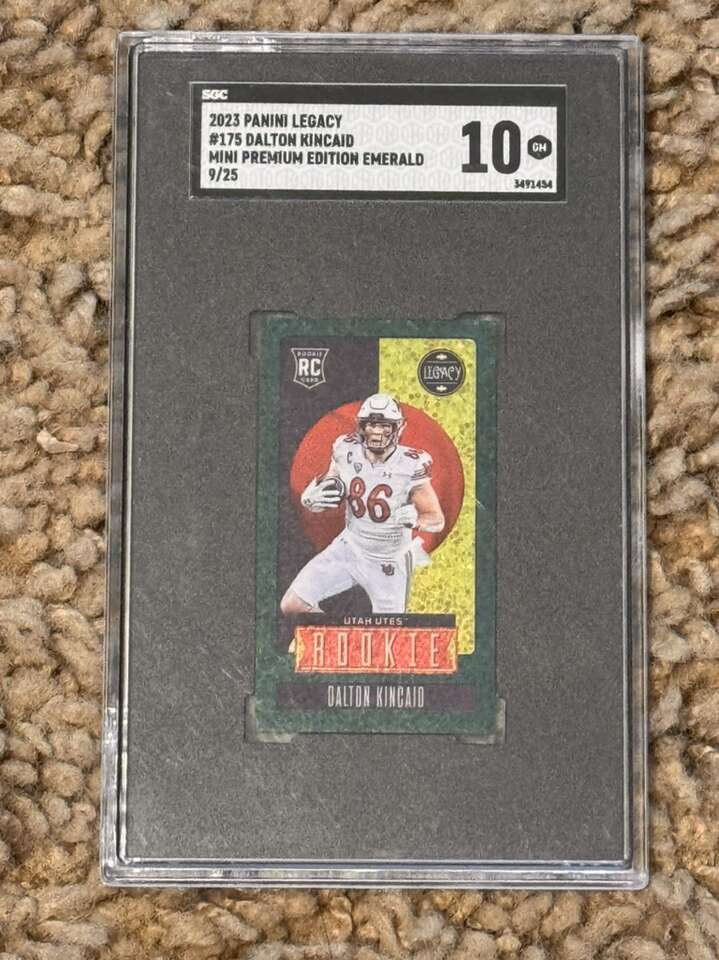 SGC
2023 PANINI LEGACY
#175 DALTON KINCAID
MINI PREMIUM EDITION EMERALD
9/25
10 GM
3491454
ROOKIE
RC
CARD
LEGACY
86
86
C
UTAH UTES
ROOKIE
DALTON KINCAID